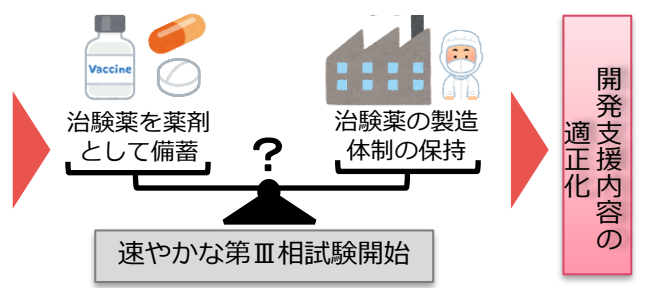 Vaccine
治験薬を薬剤
として備蓄
?
治験薬の製造
体制の保持
速やかな第Ⅲ相試験開始
開発支援内容の
適正化